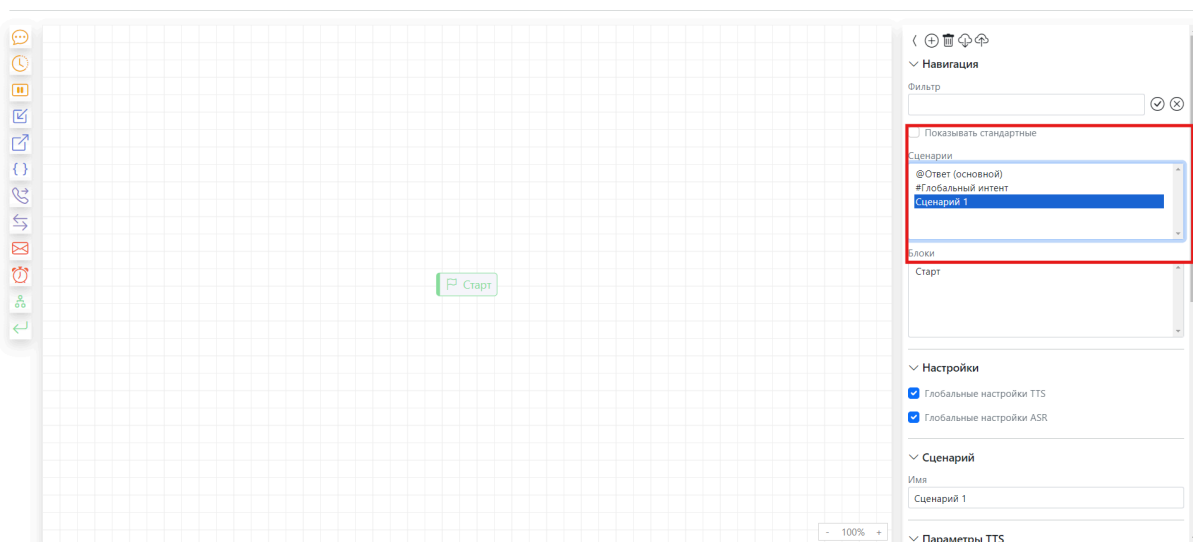 Навигация
Фильтр
Показывать стандартные
Сценарии
@Ответ (основной)
#Глобальный интент
Сценарий 1
Блоки
Старт
Старт
Настройки
Глобальные настройки TTS
Глобальные настройки ASR
Сценарий
Имя
Сценарий 1
- 100% +
Параметры TTS